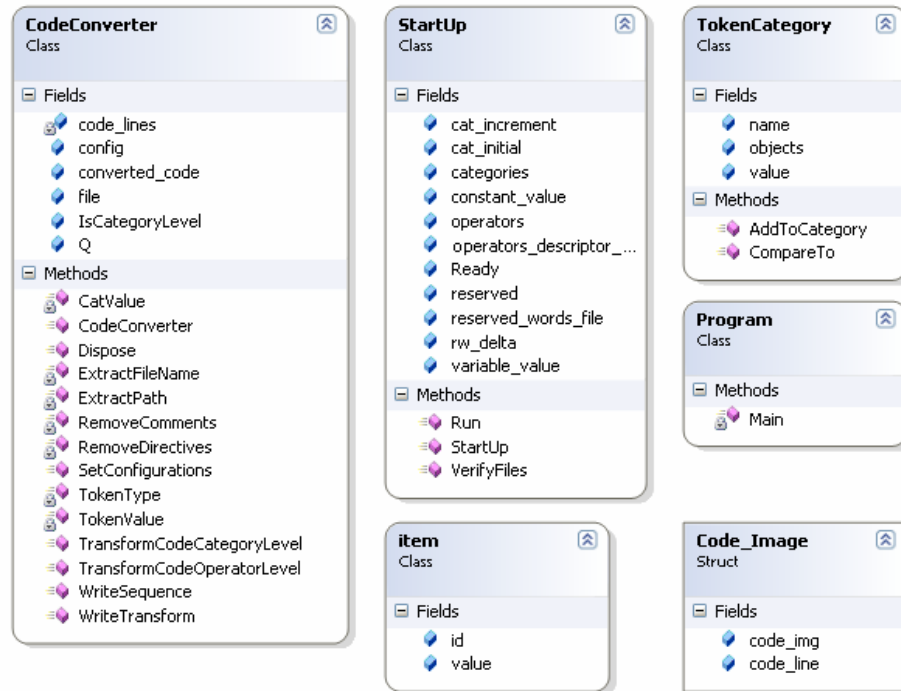 CodeConverter
Class
Fields
code_lines
config
converted_code
file
IsCategoryLevel
Q
Methods
CatValue
CodeConverter
Dispose
ExtractFileName
ExtractPath
RemoveComments
RemoveDirectives
SetConfigurations
TokenType
TokenValue
TransformCodeCategoryLevel
TransformCodeOperatorLevel
WriteSequence
WriteTransform
StartUp
Class
Fields
cat_increment
cat_initial
categories
constant_value
operators
operators_descriptor_...
Ready
reserved
reserved_words_file
rw_delta
variable_value
Methods
Run
StartUp
VerifyFiles
item
Class
Fields
id
value
TokenCategory
Class
Fields
name
objects
value
Methods
AddToCategory
CompareTo
Program
Class
Methods
Main
Code_Image
Struct
Fields
code_img
code_line